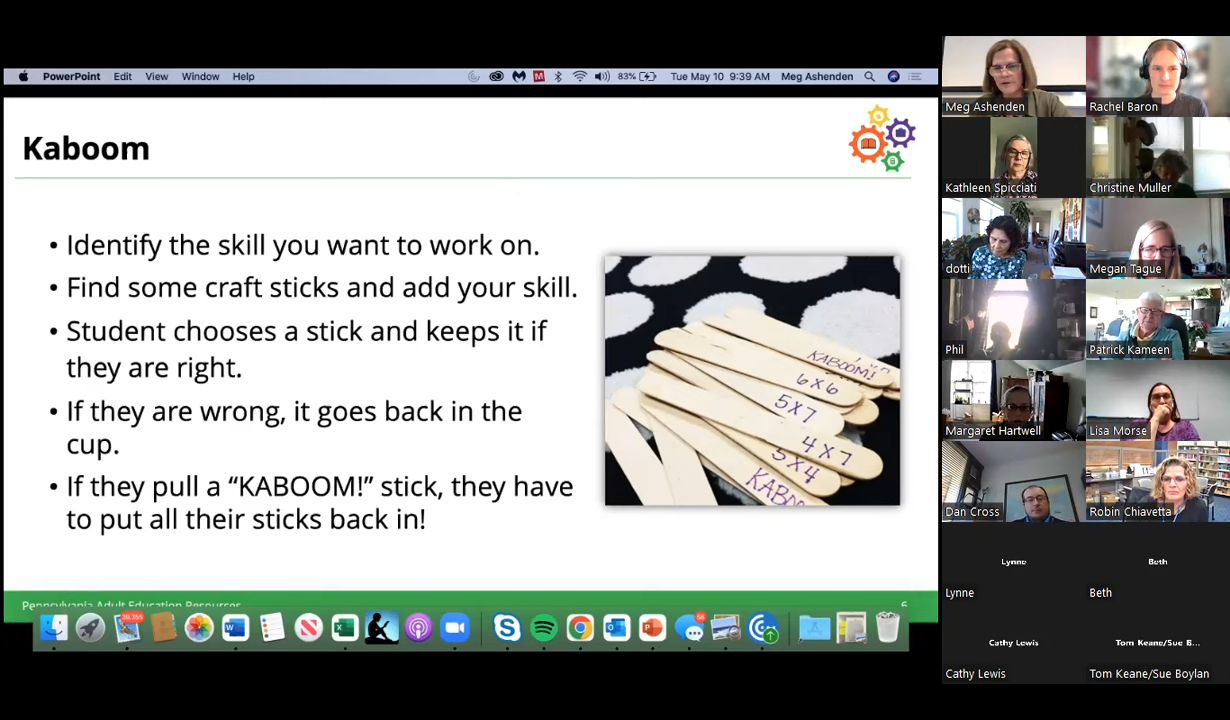 PowerPoint Edit View Window Help 83% Tue May 10 9:39 AM Meg Ashenden
Kaboom
• Identify the skill you want to work on.
• Find some craft sticks and add your skill.
• Student chooses a stick and keeps it if
they are right.
• If they are wrong, it goes back in the
cup.
• If they pull a “KABOOM!” stick, they have
to put all their sticks back in!
KABOOM!
6X6
5X7
4X7
5X4
KABOO
Pennsylvania Adult Education Resources 6
Meg Ashenden
Rachel Baron
Kathleen Spicciati
Christine Muller
dotti
Megan Tague
Phil
Patrick Kameen
Margaret Hartwell
Lisa Morse
Dan Cross
Robin Chiavetta
Lynne
Lynne
Beth
Beth
Cathy Lewis
Cathy Lewis
Tom Keane/Sue B...
Tom Keane/Sue Boylan